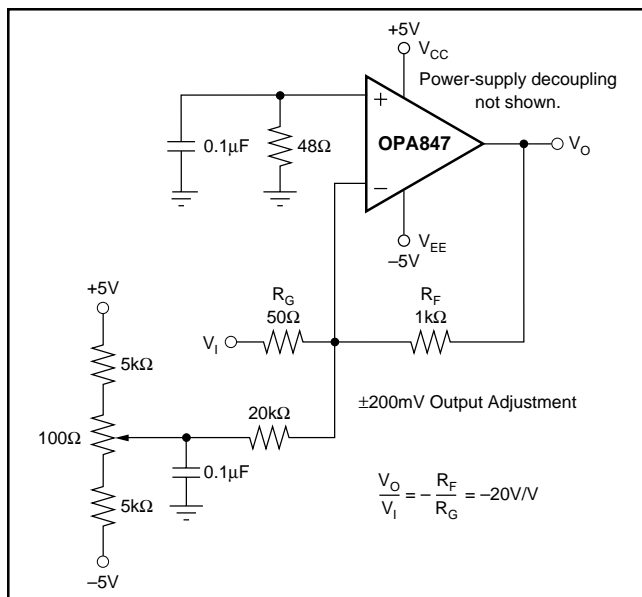 +5V
V_CC
Power-supply decoupling
not shown.
+
OPA847
0.1μF
48Ω
V_O
–
V_EE
–5V
+5V
R_G
50Ω
R_F
1kΩ
V_I
5kΩ
±200mV Output Adjustment
20kΩ
100Ω
0.1μF
V_O/V_I = – R_F/R_G = –20V/V
5kΩ
–5V